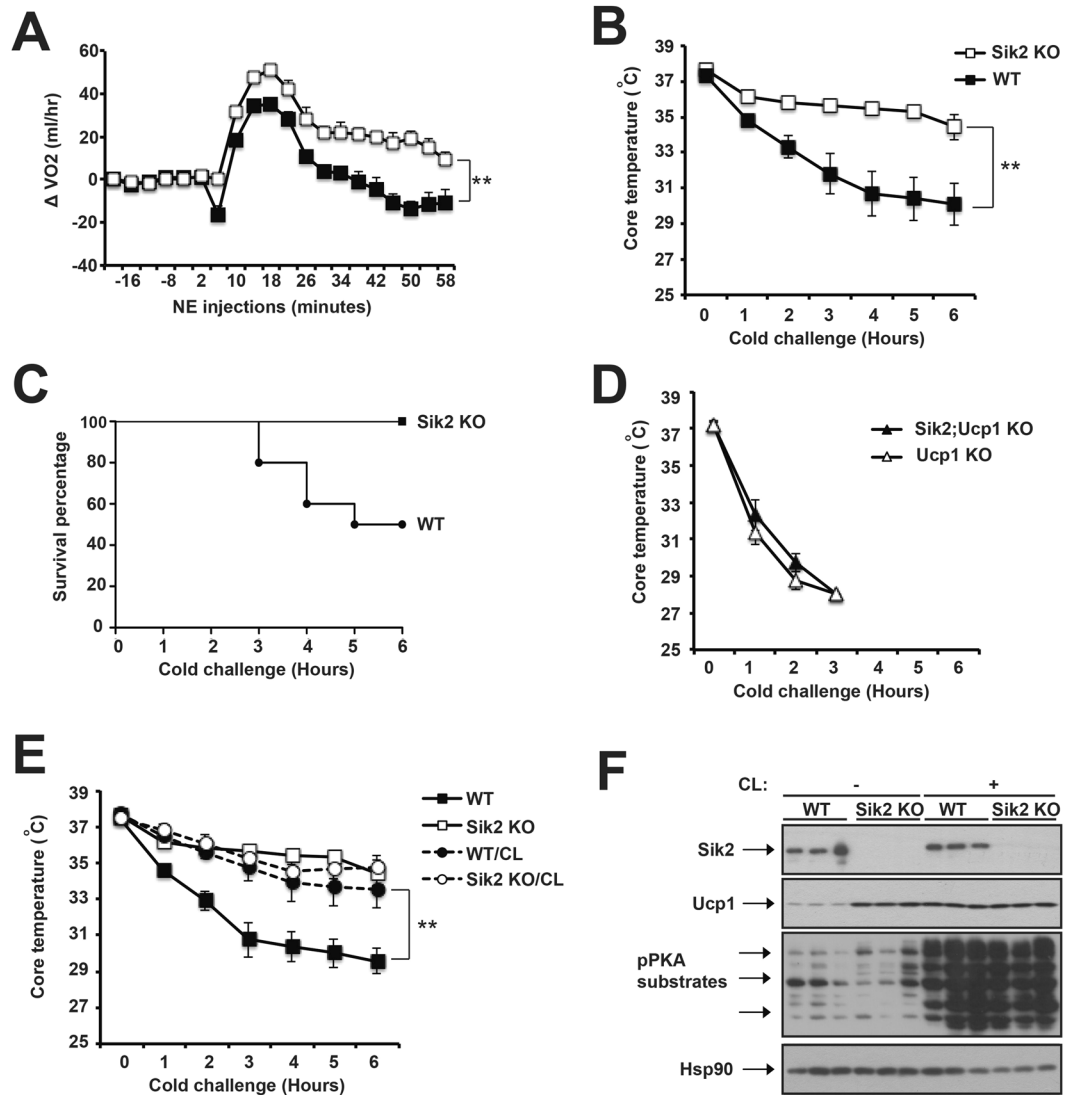 A
60
40
20
0
-20
-40
Δ VO2 (ml/hr)
-16 -8 2 10 18 26 34 42 50 58
NE injections (minutes)
**
B
39
37
35
33
31
29
27
25
Core temperature (°C)
0 1 2 3 4 5 6
Cold challenge (Hours)
Sik2 KO
WT
**
C
100
80
60
40
20
0
Survival percentage
0 1 2 3 4 5 6
Cold challenge (Hours)
Sik2 KO
WT
D
39
37
35
33
31
29
27
25
Core temperature (°C)
0 1 2 3 4 5 6
Cold challenge (Hours)
Sik2;Ucp1 KO
Ucp1 KO
E
39
37
35
33
31
29
27
25
Core temperature (°C)
0 1 2 3 4 5 6
Cold challenge (Hours)
WT
Sik2 KO
WT/CL
Sik2 KO/CL
**
F
CL: - +
WT Sik2 KO WT Sik2 KO
Sik2
Ucp1
pPKA
substrates
Hsp90